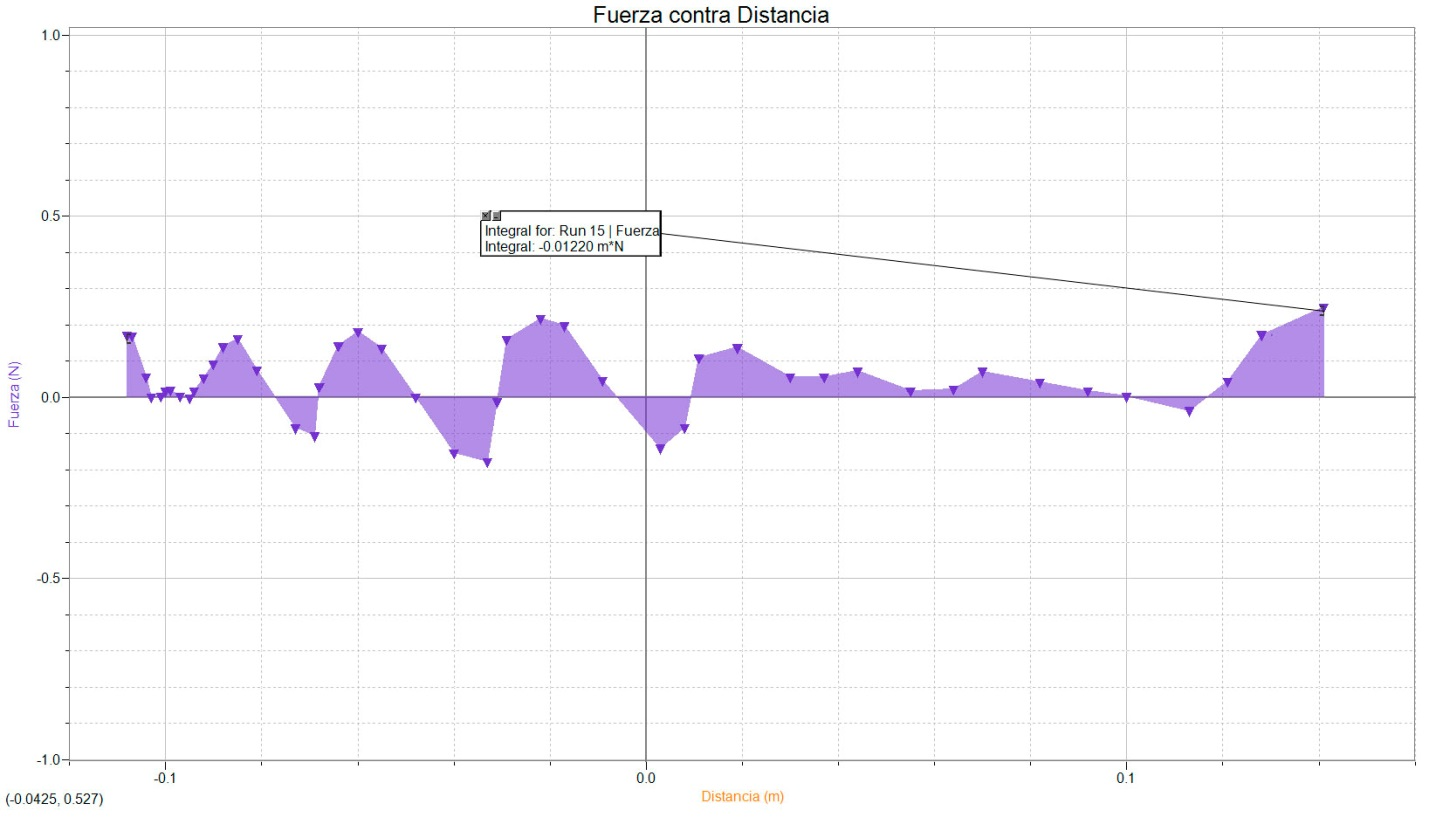 Fuerza contra Distancia
1.0
0.5
Integral for: Run 15 | Fuerza
Integral: -0.01220 m*N
Fuerza (N)
0.0
-0.5
-1.0
-0.1
0.0
0.1
Distancia (m)
(-0.0425, 0.527)